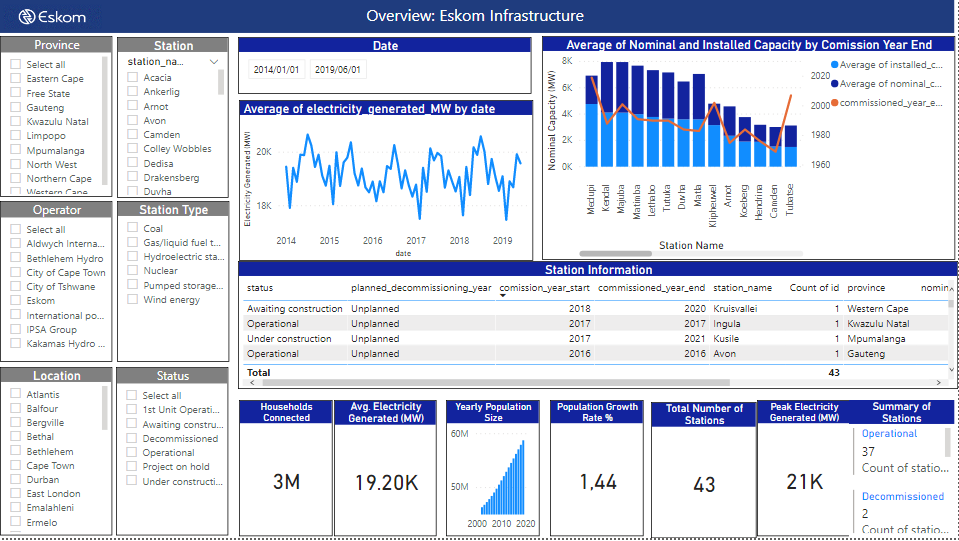 Eskom
Overview: Eskom Infrastructure
Province
Select all
Eastern Cape
Free State
Gauteng
Kwazulu Natal
Limpopo
Mpumalanga
North West
Northern Cape
Western Cape
Station
station_na...
Acacia
Ankerlig
Arnot
Avon
Camden
Colley Wobbles
Dedisa
Drakensberg
Duvha
Date
2014/01/01 2019/06/01
Average of electricity_generated_MW by date
Electricity Generated (MW)
20K
18K
2014 2015 2016 2017 2018 2019
date
Average of Nominal and Installed Capacity by Comission Year End
Nominal Capacity (MW)
8K
6K
4K
2K
0K
2020
2000
1980
1960
Average of installed_c...
Average of nominal_c...
commissioned_year_e...
Medupi
Kendal
Majuba
Matimba
Lethabo
Tutuka
Duvha
Matla
Klipheuwel
Arnot
Koeberg
Hendrina
Camden
Tubatse
Station Name
Operator
Select all
Aldwych Interna...
Bethlehem Hydro
City of Cape Town
City of Tshwane
Eskom
International po...
IPSA Group
Kakamas Hydro ...
Station Type
Coal
Gas/liquid fuel t...
Hydroelectric sta...
Nuclear
Pumped storage...
Wind energy
Station Information
status planned_decommissioning_year comission_year_start commissioned_year_end station_name Count of id province nomin
Awaiting construction Unplanned 2018 2020 Kruisvallei 1 Western Cape
Operational Unplanned 2017 2017 Ingula 1 Kwazulu Natal
Under construction Unplanned 2017 2021 Kusile 1 Mpumalanga
Operational Unplanned 2016 2016 Avon 1 Gauteng
Total 43
Location
Atlantis
Balfour
Bergville
Bethal
Bethlehem
Cape Town
Durban
East London
Emalahleni
Ermelo
Status
Select all
1st Unit Operati...
Awaiting constru...
Decommissioned
Operational
Project on hold
Under constructi...
Households
Connected
3M
Avg. Electricity
Generated (MW)
19.20K
Yearly Population
Size
60M
50M
2000 2010 2020
Population Growth
Rate %
1,44
Total Number of
Stations
43
Peak Electricity
Generated (MW)
21K
Summary of
Stations
Operational
37
Count of statio...
Decommissioned
2
Count of statio...